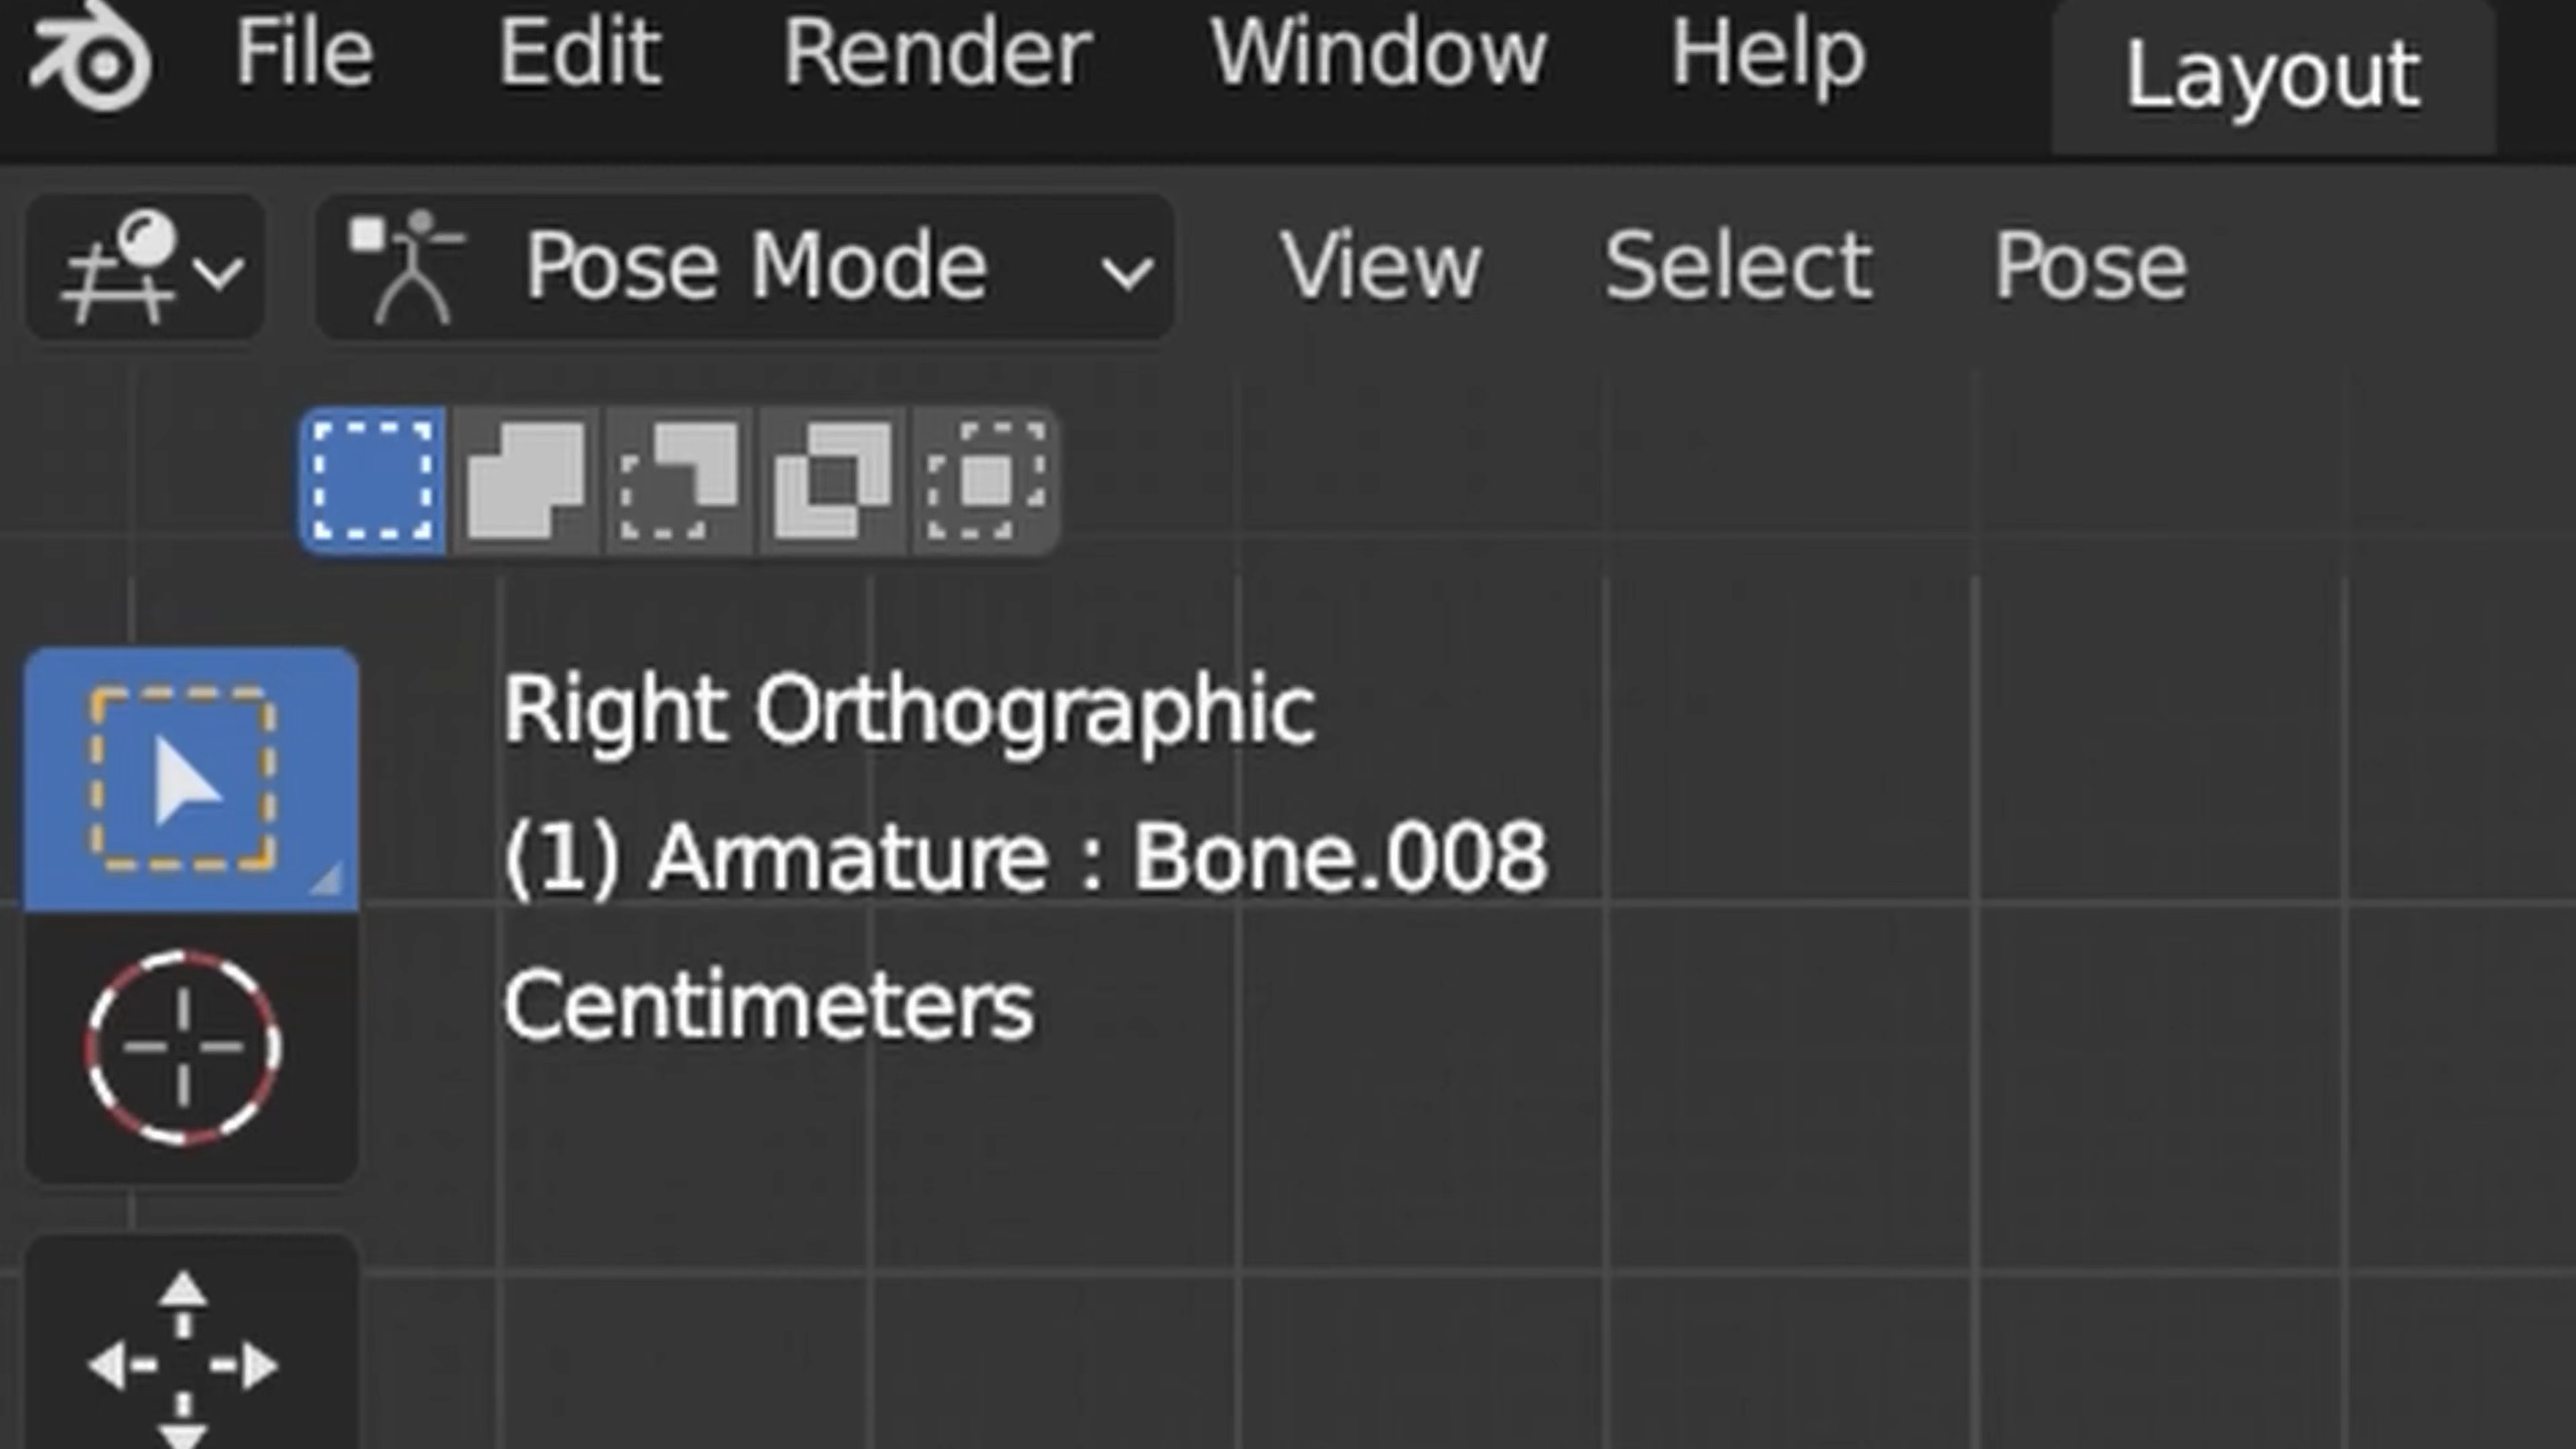 File Edit Render Window Help Layout
Pose Mode View Select Pose
Right Orthographic
(1) Armature : Bone.008
Centimeters